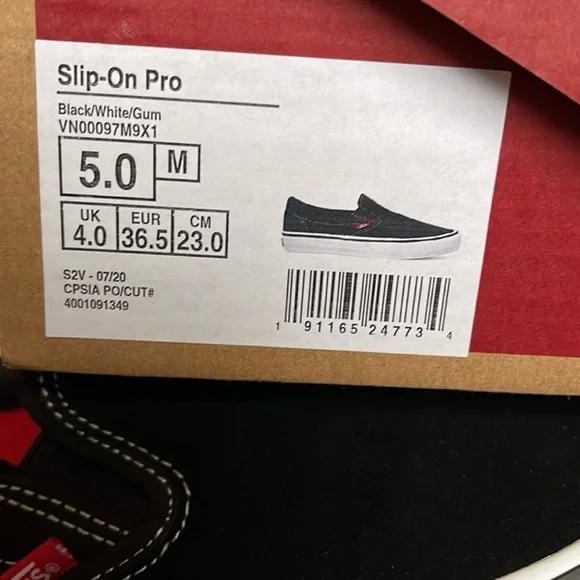 Slip-On Pro
Black/White/Gum
VN00097M9X1
5.0 M
UK EUR CM
4.0 36.5 23.0
S2V - 07/20
CPSIA PO/CUT#
4001091349
1 91165 24773 4